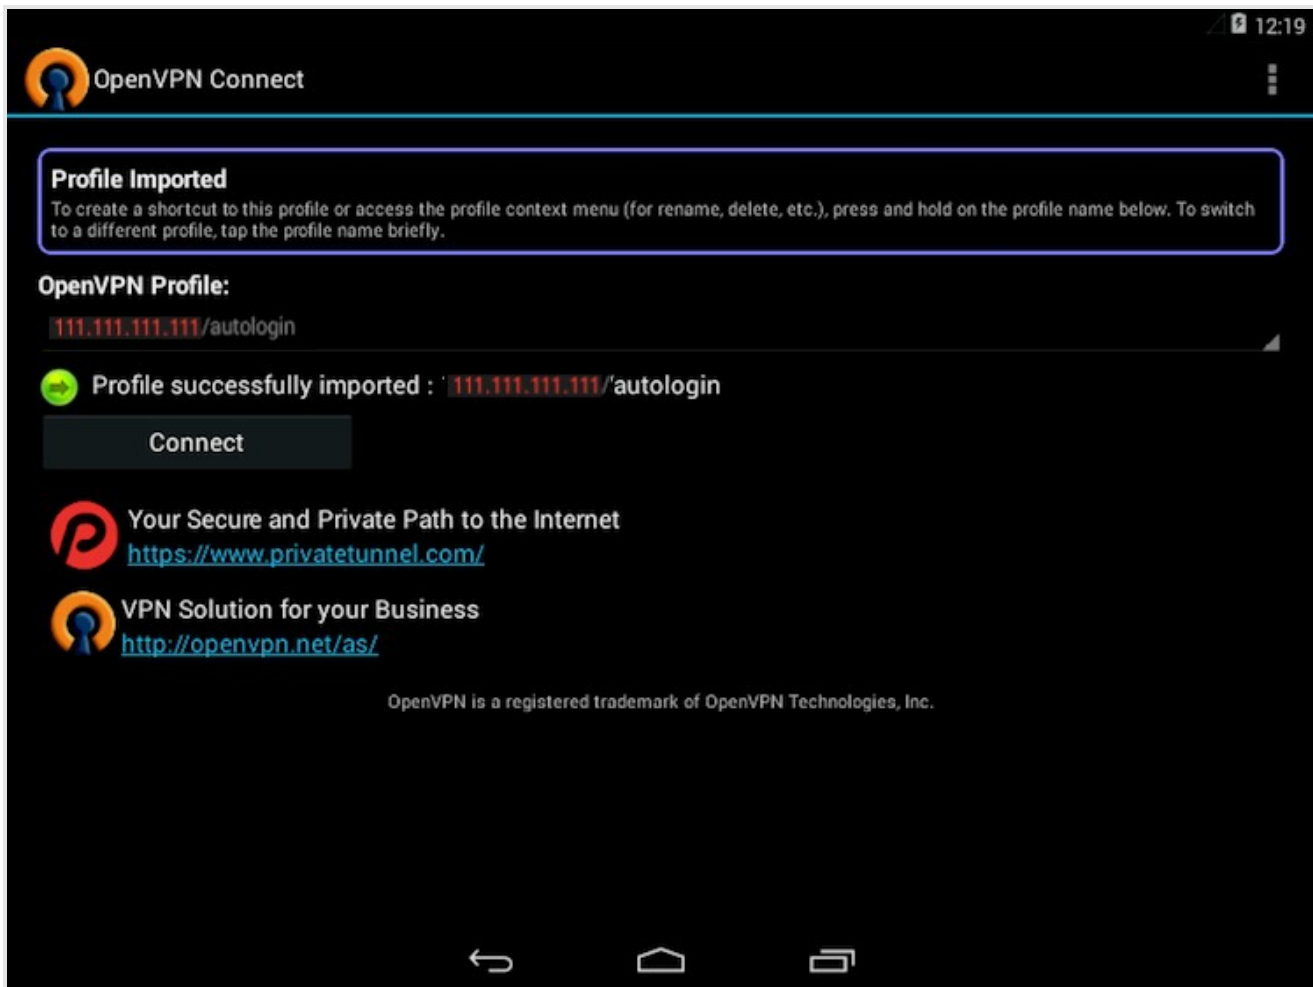 12:19
OpenVPN Connect
Profile Imported
To create a shortcut to this profile or access the profile context menu (for rename, delete, etc.), press and hold on the profile name below. To switch
to a different profile, tap the profile name briefly.
OpenVPN Profile:
111.111.111.111/autologin
Profile successfully imported : '111.111.111.111/'autologin
Connect
Your Secure and Private Path to the Internet
https://www.privatetunnel.com/
VPN Solution for your Business
http://openvpn.net/as/
OpenVPN is a registered trademark of OpenVPN Technologies, Inc.